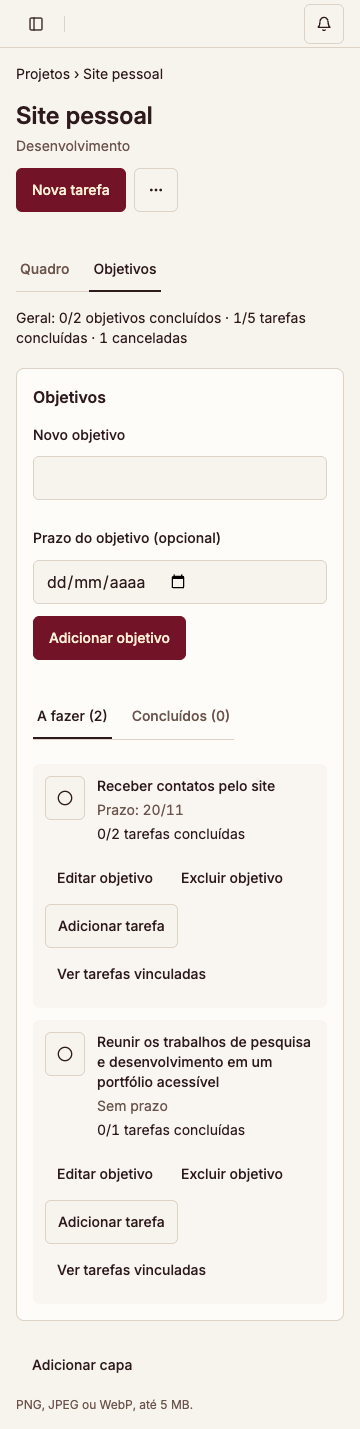 Projetos › Site pessoal
Site pessoal
Desenvolvimento
Nova tarefa
Quadro Objetivos
Geral: 0/2 objetivos concluídos · 1/5 tarefas
concluídas · 1 canceladas
Objetivos
Novo objetivo
Prazo do objetivo (opcional)
dd/mm/aaaa
Adicionar objetivo
A fazer (2) Concluídos (0)
Receber contatos pelo site
Prazo: 20/11
0/2 tarefas concluídas
Editar objetivo Excluir objetivo
Adicionar tarefa
Ver tarefas vinculadas
Reunir os trabalhos de pesquisa
e desenvolvimento em um
portfólio acessível
Sem prazo
0/1 tarefas concluídas
Editar objetivo Excluir objetivo
Adicionar tarefa
Ver tarefas vinculadas
Adicionar capa
PNG, JPEG ou WebP, até 5 MB.